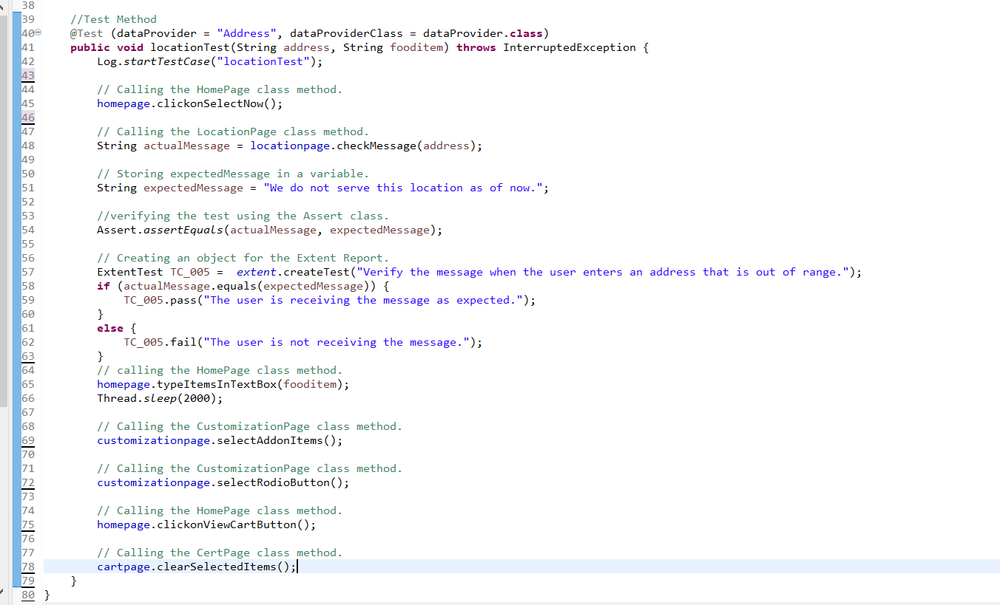 38
39 //Test Method
40 @Test (dataProvider = "Address", dataProviderClass = dataProvider.class)
41 public void locationTest(String address, String fooditem) throws InterruptedException {
42 Log.startTestCase("locationTest");
43
44 // Calling the HomePage class method.
45 homepage.clickonSelectNow();
46
47 // Calling the LocationPage class method.
48 String actualMessage = locationpage.checkMessage(address);
49
50 // Storing expectedMessage in a variable.
51 String expectedMessage = "We do not serve this location as of now.";
52
53 //verifying the test using the Assert class.
54 Assert.assertEquals(actualMessage, expectedMessage);
55
56 // Creating an object for the Extent Report.
57 ExtentTest TC_005 =  extent.createTest("Verify the message when the user enters an address that is out of range.");
58 if (actualMessage.equals(expectedMessage)) {
59 TC_005.pass("The user is receiving the message as expected.");
60 }
61 else {
62 TC_005.fail("The user is not receiving the message.");
63 }
64 // calling the HomePage class method.
65 homepage.typeItemsInTextBox(fooditem);
66 Thread.sleep(2000);
67
68 // Calling the CustomizationPage class method.
69 customizationpage.selectAddonItems();
70
71 // Calling the CustomizationPage class method.
72 customizationpage.selectRodioButton();
73
74 // Calling the HomePage class method.
75 homepage.clickonViewCartButton();
76
77 // Calling the CertPage class method.
78 cartpage.clearSelectedItems();
79 }
80 }